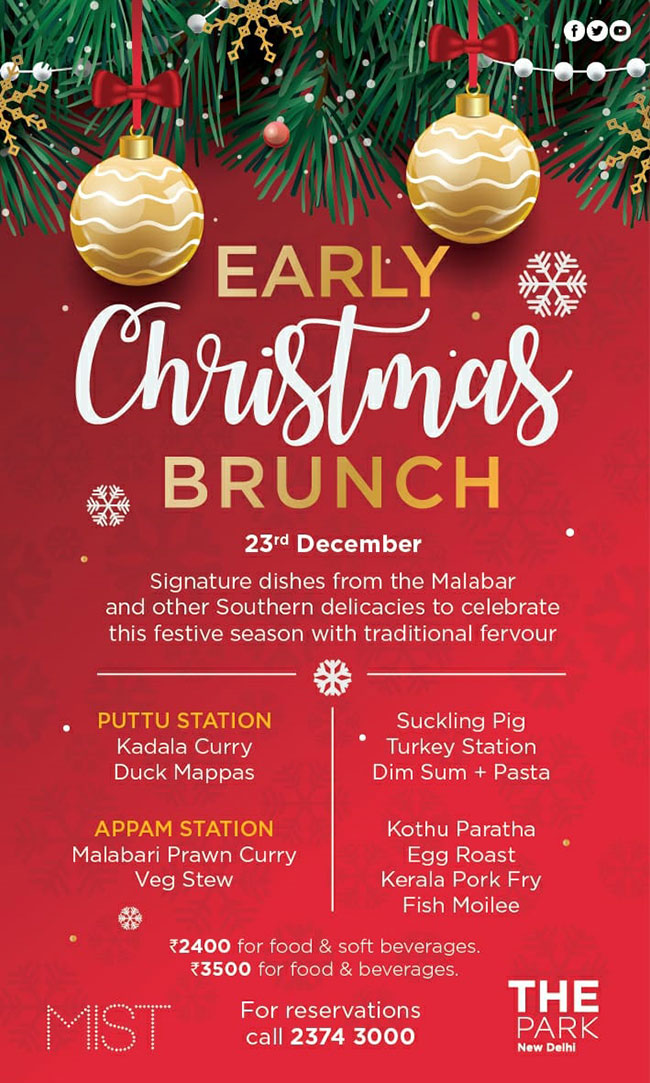 EARLY
Christmas
BRUNCH
23rd December
Signature dishes from the Malabar
and other Southern delicacies to celebrate
this festive season with traditional fervour
PUTTU STATION
Kadala Curry
Duck Mappas
APPAM STATION
Malabari Prawn Curry
Veg Stew
Suckling Pig
Turkey Station
Dim Sum + Pasta
Kothu Paratha
Egg Roast
Kerala Pork Fry
Fish Moilee
₹2400 for food & soft beverages.
₹3500 for food & beverages.
MIST
For reservations
call 2374 3000
THE
PARK
New Delhi